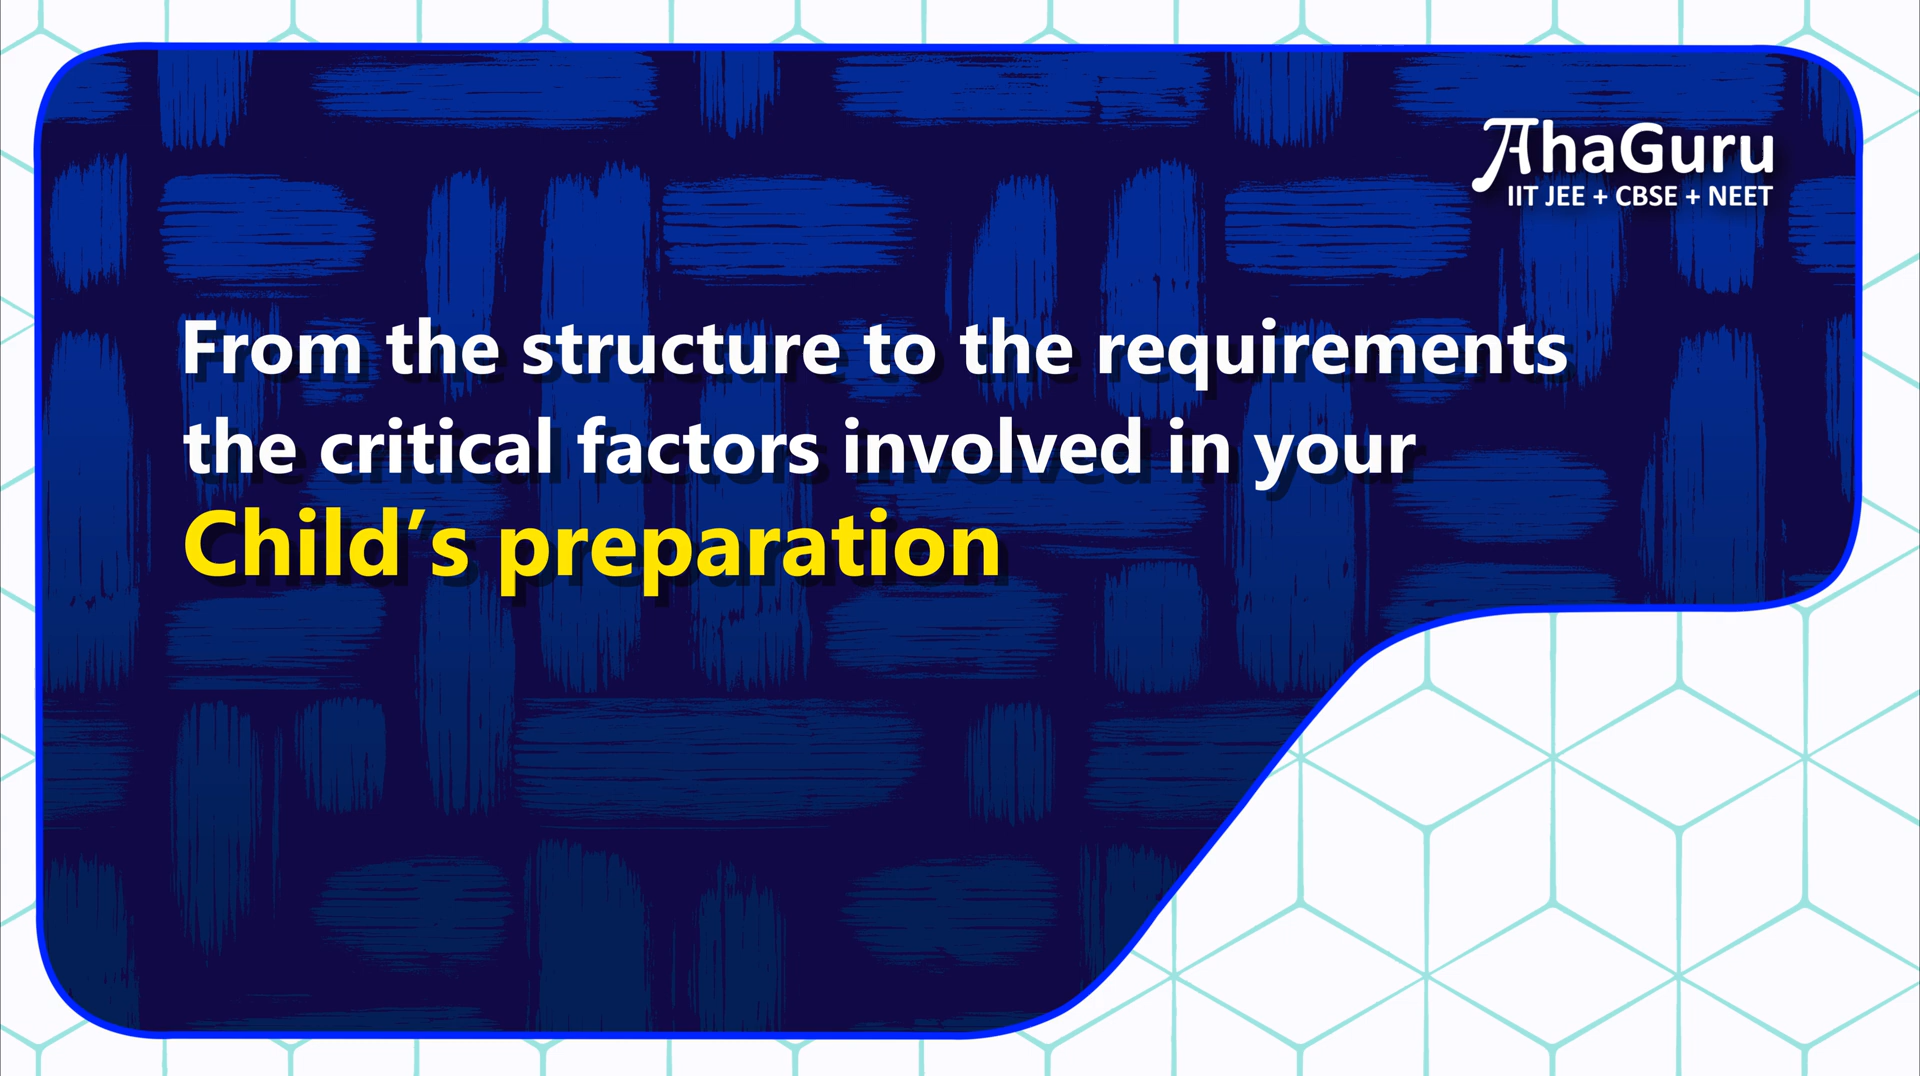 AhaGuru
IIT JEE + CBSE + NEET
From the structure to the requirements
the critical factors involved in your
Child's preparation